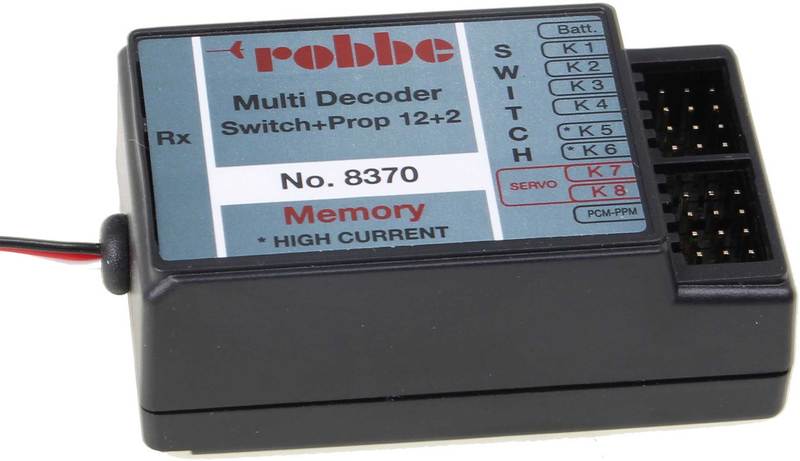 robbe
Rx
Multi Decoder
Switch+Prop 12+2
No. 8370
Memory
* HIGH CURRENT
SWITCH
Batt.
K 1
K 2
K 3
K 4
* K 5
* K 6
SERVO
K 7
K 8
PCM-PPM